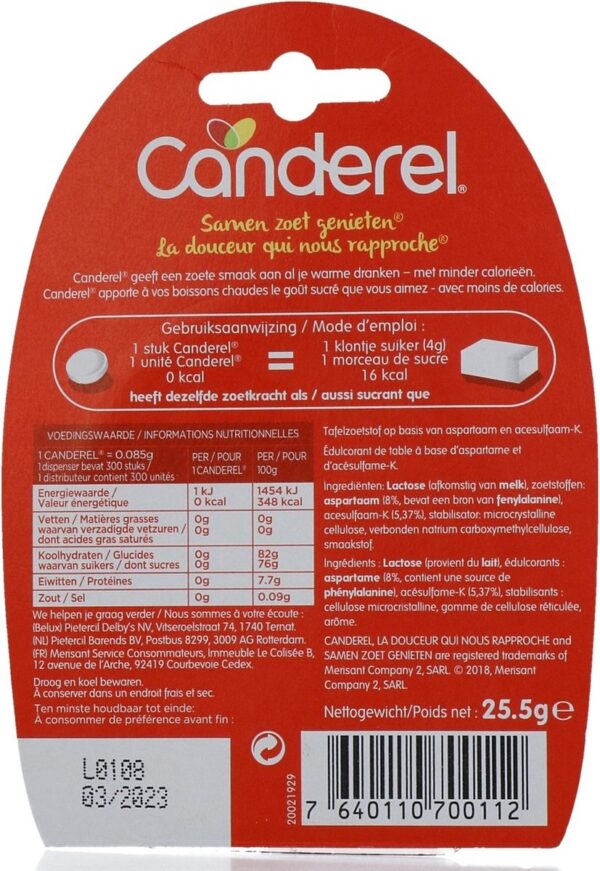 Canderel®
Samen zoet genieten®
La douceur qui nous rapproche®
Canderel® geeft een zoete smaak aan al je warme dranken – met minder calorieën.
Canderel® apporte à vos boissons chaudes le goût sucré que vous aimez - avec moins de calories.
Gebruiksaanwijzing / Mode d'emploi :
1 stuk Canderel®
1 unité Canderel®
0 kcal
=
1 klontje suiker (4g)
1 morceau de sucre
16 kcal
heeft dezelfde zoetkracht als / aussi sucrant que
VOEDINGSWAARDE / INFORMATIONS NUTRITIONNELLES
1 CANDEREL® = 0.085g
1 dispenser bevat 300 stuks /
1 distributeur contient 300 unités
PER / POUR
1 CANDEREL®
PER / POUR
100g
Energiewaarde / 1 kJ 1454 kJ
Valeur énergétique 0 kcal 348 kcal
Vetten / Matières grasses 0g 0g
waarvan verzadigde vetzuren / 0g 0g
dont acides gras saturés
Koolhydraten / Glucides 0g 82g
waarvan suikers / dont sucres 0g 76g
Eiwitten / Protéines 0g 7.7g
Zout / Sel 0g 0.09g
We helpen je graag verder / Nous sommes à votre écoute :
(Belux) Pietercil Delby's NV, Vitseroelstraat 74, 1740 Ternat.
(NL) Pietercil Barends BV, Postbus 8299, 3009 AG Rotterdam.
(FR) Merisant Service Consommateurs, Immeuble Le Colisée B,
12 avenue de l'Arche, 92419 Courbevoie Cedex.
Droog en koel bewaren.
À conserver dans un endroit frais et sec.
Ten minste houdbaar tot einde:
À consommer de préférence avant fin :
L0108
03/2023
Tafelzoetstof op basis van aspartaam en acesulfaam-K.
Édulcorant de table à base d'aspartame et
d'acésulfame-K.
Ingrediënten: Lactose (afkomstig van melk), zoetstoffen:
aspartaam (8%, bevat een bron van fenylalanine),
acesulfaam-K (5,37%), stabilisator: microcrystalline
cellulose, verbonden natrium carboxymethylcellulose,
smaakstof.
Ingrédients : Lactose (provient du lait), édulcorants :
aspartame (8%, contient une source de
phénylalanine), acésulfame-K (5,37%), stabilisants :
cellulose microcristalline, gomme de cellulose réticulée,
arôme.
CANDEREL, LA DOUCEUR QUI NOUS RAPPROCHE and
SAMEN ZOET GENIETEN are registered trademarks of
Merisant Company 2, SARL. © 2018, Merisant
Company 2, SARL.
Nettogewicht/Poids net : 25.5g e
20021929
7 640110 700112